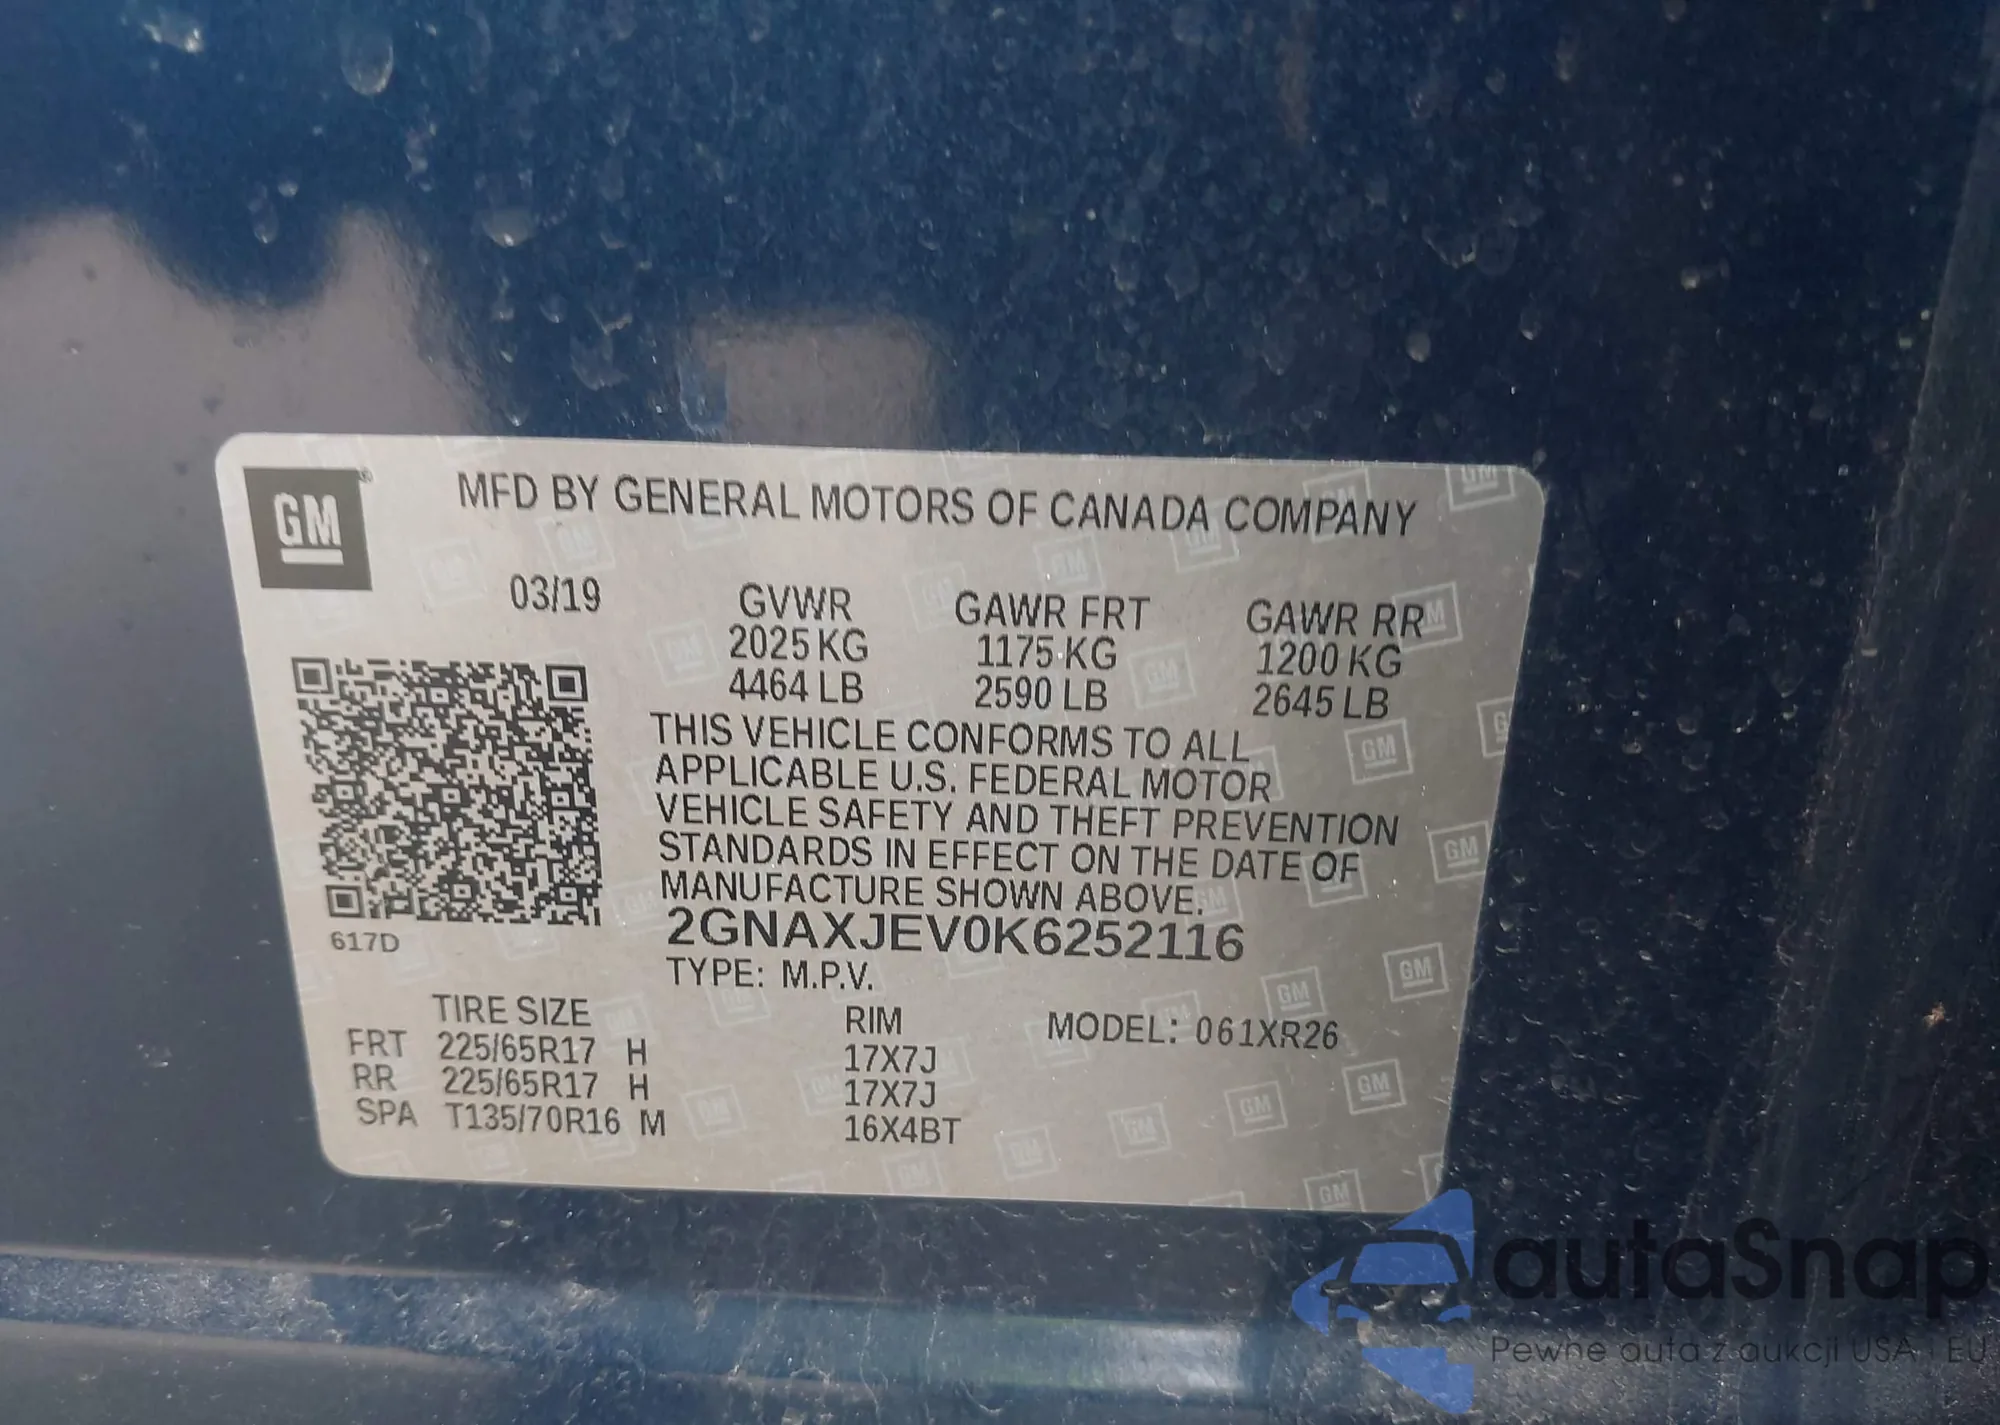 GM
MFD BY GENERAL MOTORS OF CANADA COMPANY
03/19 GVWR GAWR FRT GAWR RR
2025 KG 1175 KG 1200 KG
4464 LB 2590 LB 2645 LB
THIS VEHICLE CONFORMS TO ALL
APPLICABLE U.S. FEDERAL MOTOR
VEHICLE SAFETY AND THEFT PREVENTION
STANDARDS IN EFFECT ON THE DATE OF
MANUFACTURE SHOWN ABOVE.
2GNAXJEV0K6252116
617D
TYPE: M.P.V.
TIRE SIZE RIM MODEL: 061XR26
FRT 225/65R17 H 17X7J
RR 225/65R17 H 17X7J
SPA T135/70R16 M 16X4BT
autaSnap
Pewne auta z aukcji USA i EU